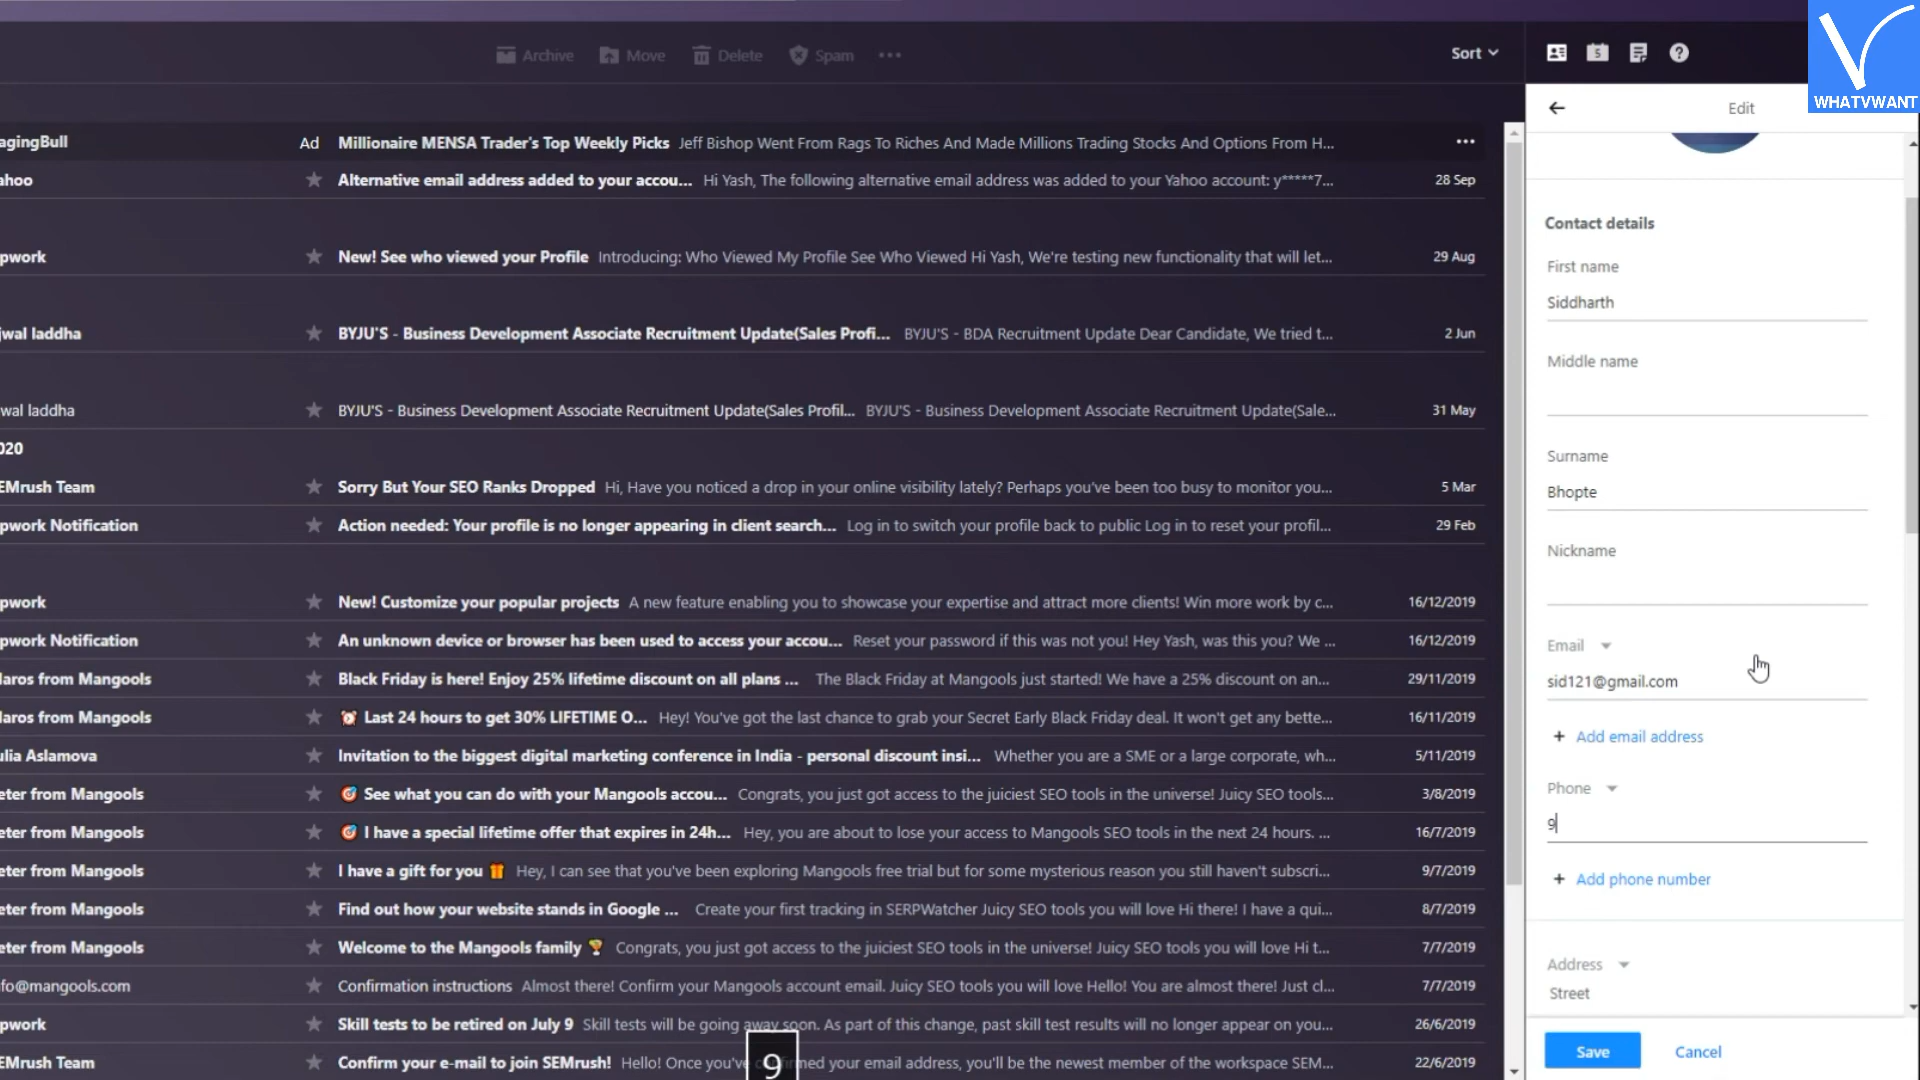 Archive Move Delete Spam
Sort
5
WHATVWANT
Edit
agingBull Ad Millionaire MENSA Trader's Top Weekly Picks Jeff Bishop Went From Rags To Riches And Made Millions Trading Stocks And Options From H...
ahoo Alternative email address added to your accou... Hi Yash, The following alternative email address was added to your Yahoo account: y*****7... 28 Sep
pwork New! See who viewed your Profile Introducing: Who Viewed My Profile See Who Viewed Hi Yash, We're testing new functionality that will let... 29 Aug
jwal laddha BYJU'S - Business Development Associate Recruitment Update(Sales Profi... BYJU'S - BDA Recruitment Update Dear Candidate, We tried t... 2 Jun
wal laddha BYJU'S - Business Development Associate Recruitment Update(Sales Profil... BYJU'S - Business Development Associate Recruitment Update(Sale... 31 May
020
EMrush Team Sorry But Your SEO Ranks Dropped Hi, Have you noticed a drop in your online visibility lately? Perhaps you've been too busy to monitor you... 5 Mar
pwork Notification Action needed: Your profile is no longer appearing in client search... Log in to switch your profile back to public Log in to reset your profil... 29 Feb
pwork New! Customize your popular projects A new feature enabling you to showcase your expertise and attract more clients! Win more work by c... 16/12/2019
pwork Notification An unknown device or browser has been used to access your accou... Reset your password if this was not you! Hey Yash, was this you? We ... 16/12/2019
aros from Mangools Black Friday is here! Enjoy 25% lifetime discount on all plans ... The Black Friday at Mangools just started! We have a 25% discount on an... 29/11/2019
aros from Mangools Last 24 hours to get 30% LIFETIME O... Hey! You've got the last chance to grab your Secret Early Black Friday deal. It won't get any bette... 16/11/2019
ulia Aslamova Invitation to the biggest digital marketing conference in India - personal discount insi... Whether you are a SME or a large corporate, wh... 5/11/2019
eter from Mangools See what you can do with your Mangools accou... Congrats, you just got access to the juiciest SEO tools in the universe! Juicy SEO tools... 3/8/2019
eter from Mangools I have a special lifetime offer that expires in 24h... Hey, you are about to lose your access to Mangools SEO tools in the next 24 hours. ... 16/7/2019
eter from Mangools I have a gift for you Hey, I can see that you've been exploring Mangools free trial but for some mysterious reason you still haven't subscri... 9/7/2019
eter from Mangools Find out how your website stands in Google ... Create your first tracking in SERPWatcher Juicy SEO tools you will love Hi there! I have a qui... 8/7/2019
eter from Mangools Welcome to the Mangools family Congrats, you just got access to the juiciest SEO tools in the universe! Juicy SEO tools you will love Hi t... 7/7/2019
fo@mangools.com Confirmation instructions Almost there! Confirm your Mangools account email. Juicy SEO tools you will love Hello! You are almost there! Just cl... 7/7/2019
pwork Skill tests to be retired on July 9 Skill tests will be going away soon. As part of this change, past skill test results will no longer appear on you... 26/6/2019
EMrush Team Confirm your e-mail to join SEMrush! Hello! Once you've your email address, you'll be the newest member of the workspace SEM... 22/6/2019
9
Contact details
First name
Siddharth
Middle name
Surname
Bhopte
Nickname
Email
sid121@gmail.com
+ Add email address
Phone
9
+ Add phone number
Address
Street
Save Cancel